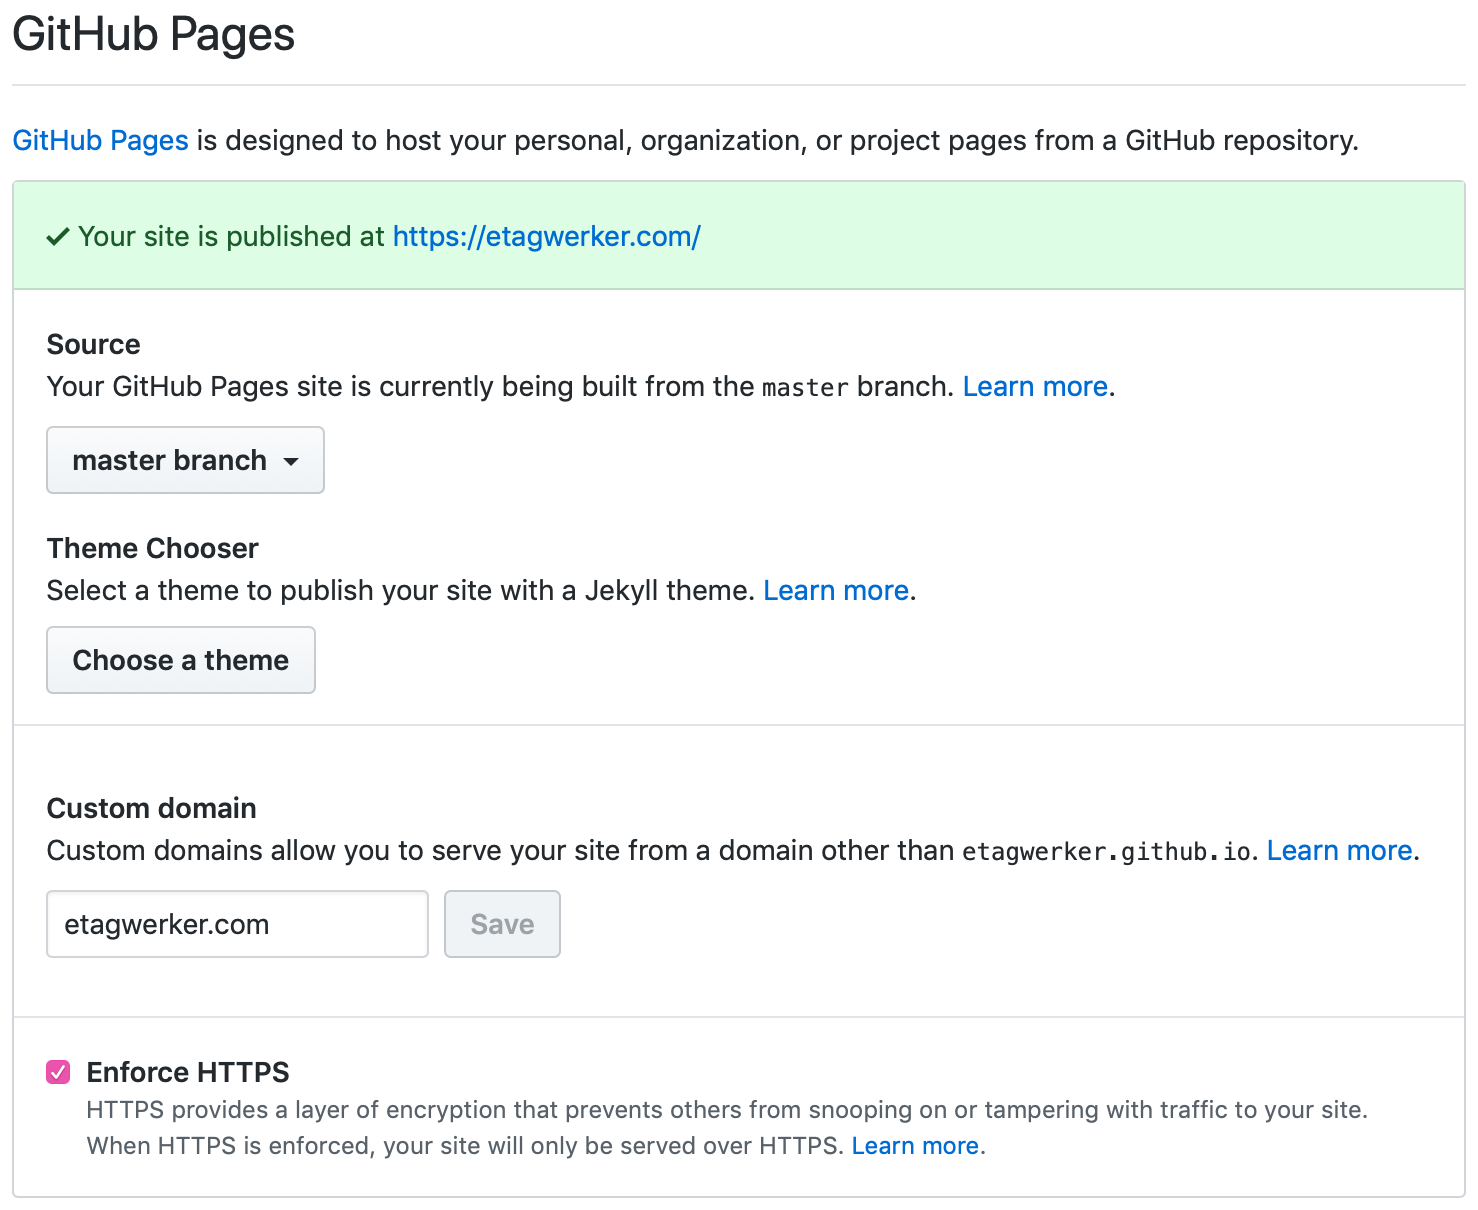 GitHub Pages
GitHub Pages is designed to host your personal, organization, or project pages from a GitHub repository.
Your site is published at https://etagwerker.com/
Source
Your GitHub Pages site is currently being built from the master branch. Learn more.
master branch
Theme Chooser
Select a theme to publish your site with a Jekyll theme. Learn more.
Choose a theme
Custom domain
Custom domains allow you to serve your site from a domain other than etagwerker.github.io. Learn more.
etagwerker.com Save
Enforce HTTPS
HTTPS provides a layer of encryption that prevents others from snooping on or tampering with traffic to your site.
When HTTPS is enforced, your site will only be served over HTTPS. Learn more.